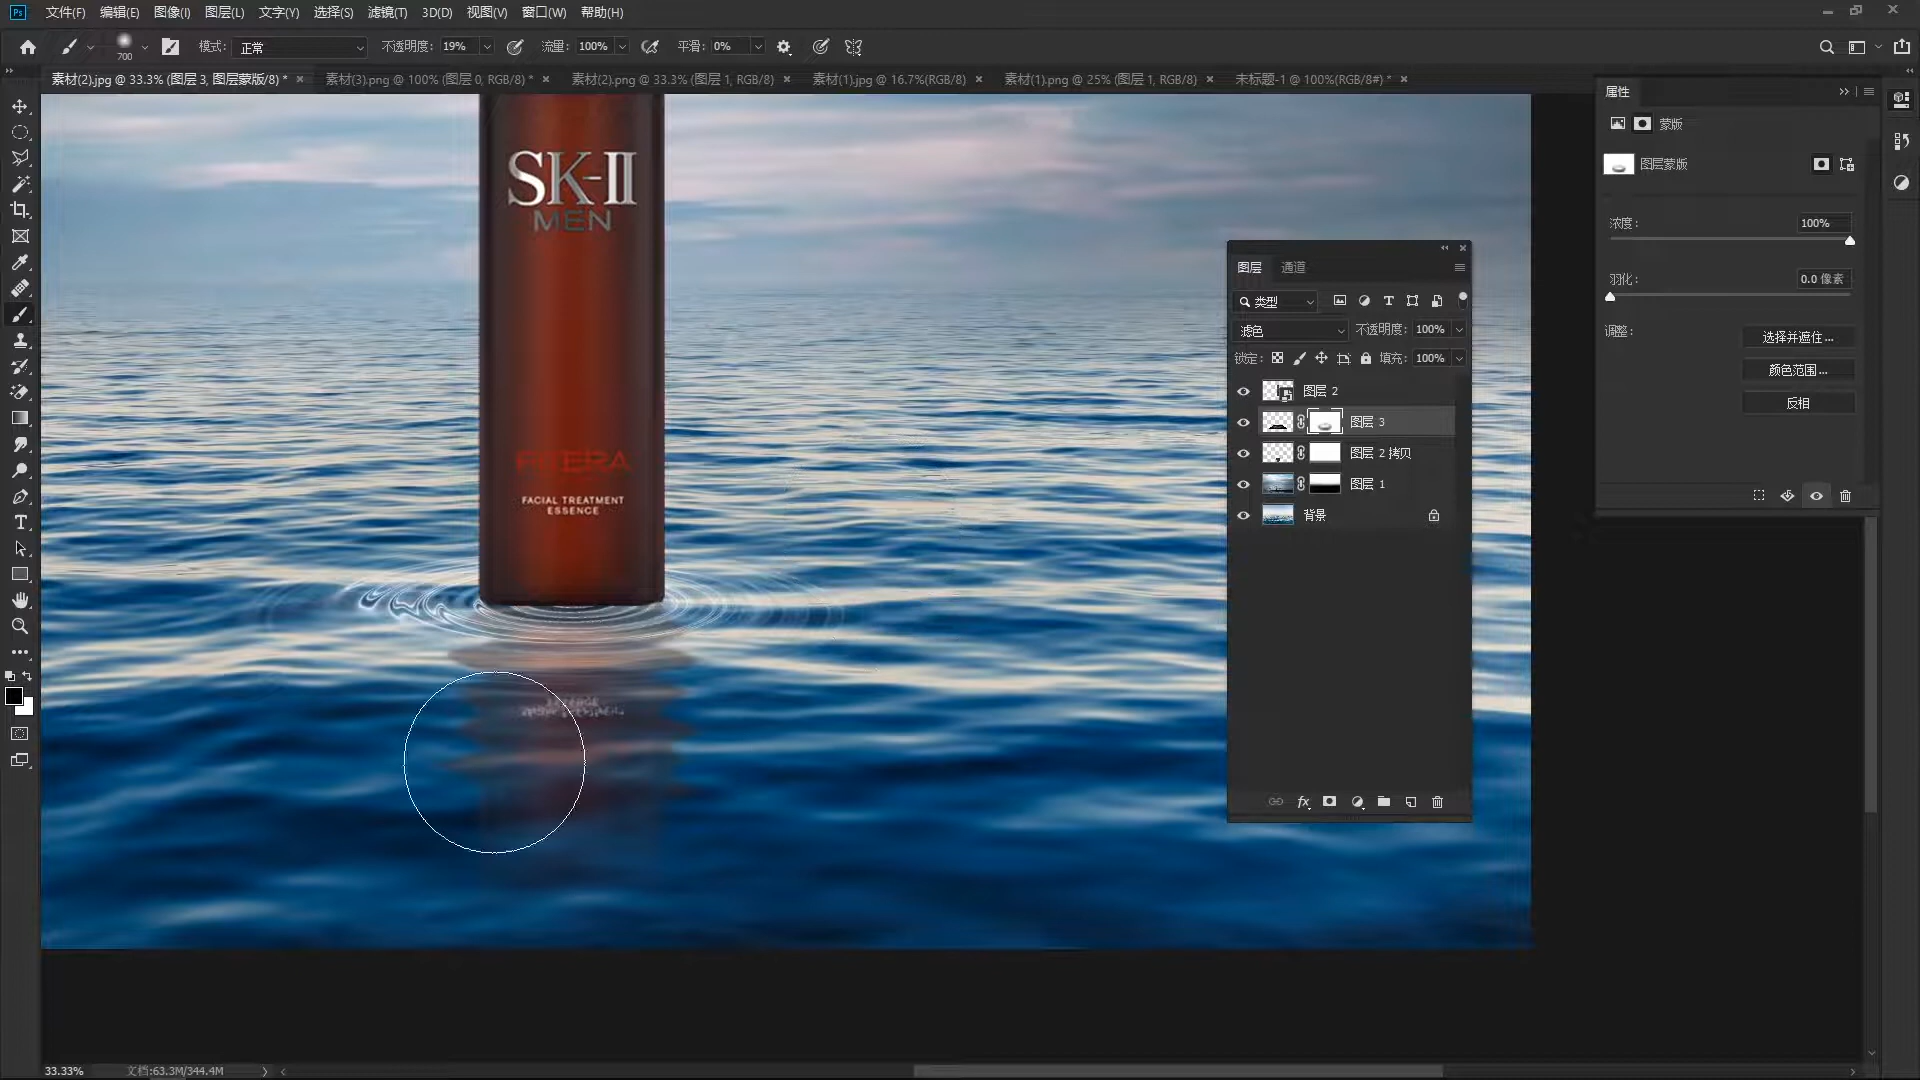 Ps 文件(F) 编辑(E) 图像(I) 图层(L) 文字(Y) 选择(S) 滤镜(T) 3D(D) 视图(V) 窗口(W) 帮助(H)
700 模式: 正常 不透明度: 19% 流量: 100% 平滑: 0%
素材(2).jpg @ 33.3% (图层 3, 图层蒙版/8) * × 素材(3).png @ 100% (图层 0, RGB/8) * × 素材(2).png @ 33.3% (图层 1, RGB/8) × 素材(1).jpg @ 16.7%(RGB/8) × 素材(1).png @ 25% (图层 1, RGB/8) × 未标题-1 @ 100%(RGB/8#) * ×
属性
蒙版
图层蒙版
浓度: 100%
羽化: 0.0 像素
调整: 选择并遮住 ...
颜色范围 ...
反相
SK-II
MEN
PITERA
FACIAL TREATMENT
ESSENCE
图层 通道
类型
滤色 不透明度: 100%
锁定: 填充: 100%
图层 2
图层 3
图层 2 拷贝
图层 1
背景
fx
33.33% 文档:63.3M/344.4M